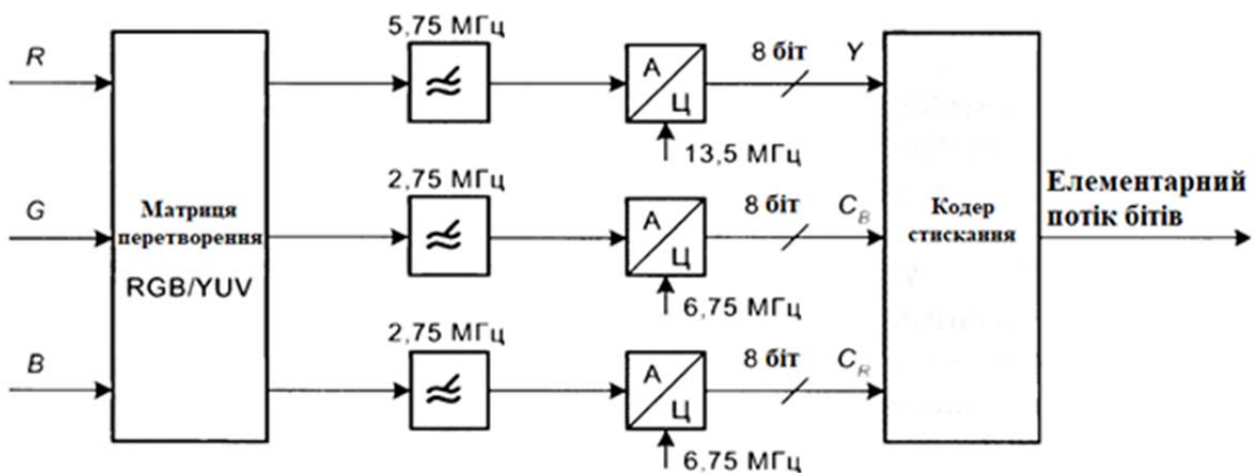 5,75 МГц
R
А
Ц
8 біт
Y
13,5 МГц
2,75 МГц
G
Матриця
перетворення
RGB/YUV
А
Ц
8 біт
C_B
Кодер
стискання
Елементарний
потік бітів
6,75 МГц
2,75 МГц
B
А
Ц
8 біт
C_R
6,75 МГц